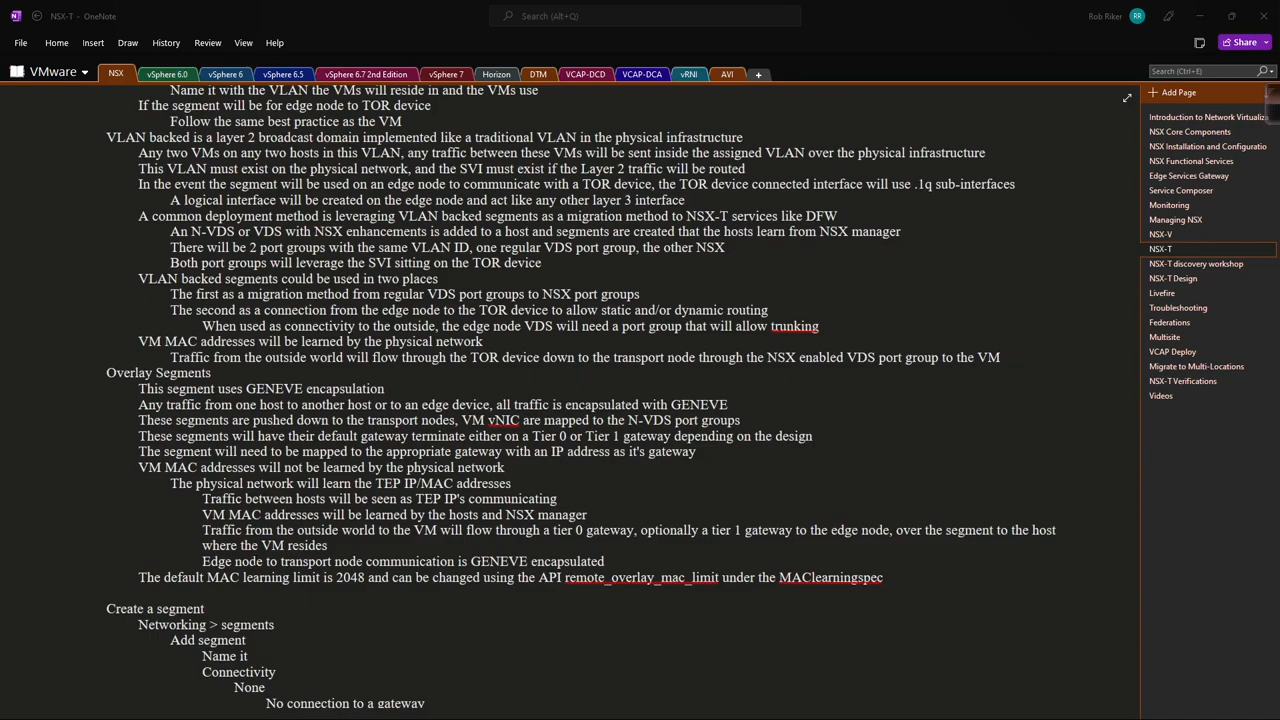 NSX-T - OneNote
Search (Alt+Q)
Rob Riker
RR
File
Home
Insert
Draw
History
Review
View
Help
Share
VMware
NSX
vSphere 6.0
vSphere 6
vSphere 6.5
vSphere 6.7 2nd Edition
vSphere 7
Horizon
DTM
VCAP-DCD
VCAP-DCA
vRNI
AVI
Search (Ctrl+E)
Name it with the VLAN the VMs will reside in and the VMs use
If the segment will be for edge node to TOR device
Follow the same best practice as the VM
VLAN backed is a layer 2 broadcast domain implemented like a traditional VLAN in the physical infrastructure
Any two VMs on any two hosts in this VLAN, any traffic between these VMs will be sent inside the assigned VLAN over the physical infrastructure
This VLAN must exist on the physical network, and the SVI must exist if the Layer 2 traffic will be routed
In the event the segment will be used on an edge node to communicate with a TOR device, the TOR device connected interface will use .1q sub-interfaces
A logical interface will be created on the edge node and act like any other layer 3 interface
A common deployment method is leveraging VLAN backed segments as a migration method to NSX-T services like DFW
An N-VDS or VDS with NSX enhancements is added to a host and segments are created that the hosts learn from NSX manager
There will be 2 port groups with the same VLAN ID, one regular VDS port group, the other NSX
Both port groups will leverage the SVI sitting on the TOR device
VLAN backed segments could be used in two places
The first as a migration method from regular VDS port groups to NSX port groups
The second as a connection from the edge node to the TOR device to allow static and/or dynamic routing
When used as connectivity to the outside, the edge node VDS will need a port group that will allow trunking
VM MAC addresses will be learned by the physical network
Traffic from the outside world will flow through the TOR device down to the transport node through the NSX enabled VDS port group to the VM
Overlay Segments
This segment uses GENEVE encapsulation
Any traffic from one host to another host or to an edge device, all traffic is encapsulated with GENEVE
These segments are pushed down to the transport nodes, VM vNIC are mapped to the N-VDS port groups
These segments will have their default gateway terminate either on a Tier 0 or Tier 1 gateway depending on the design
The segment will need to be mapped to the appropriate gateway with an IP address as it's gateway
VM MAC addresses will not be learned by the physical network
The physical network will learn the TEP IP/MAC addresses
Traffic between hosts will be seen as TEP IP's communicating
VM MAC addresses will be learned by the hosts and NSX manager
Traffic from the outside world to the VM will flow through a tier 0 gateway, optionally a tier 1 gateway to the edge node, over the segment to the host
where the VM resides
Edge node to transport node communication is GENEVE encapsulated
The default MAC learning limit is 2048 and can be changed using the API remote_overlay_mac_limit under the MAClearningspec
Create a segment
Networking > segments
Add segment
Name it
Connectivity
None
No connection to a gateway
Add Page
Introduction to Network Virtualiza
NSX Core Components
NSX Installation and Configuratio
NSX Functional Services
Edge Services Gateway
Service Composer
Monitoring
Managing NSX
NSX-V
NSX-T
NSX-T discovery workshop
NSX-T Design
Livefire
Troubleshooting
Federations
Multisite
VCAP Deploy
Migrate to Multi-Locations
NSX-T Verifications
Videos